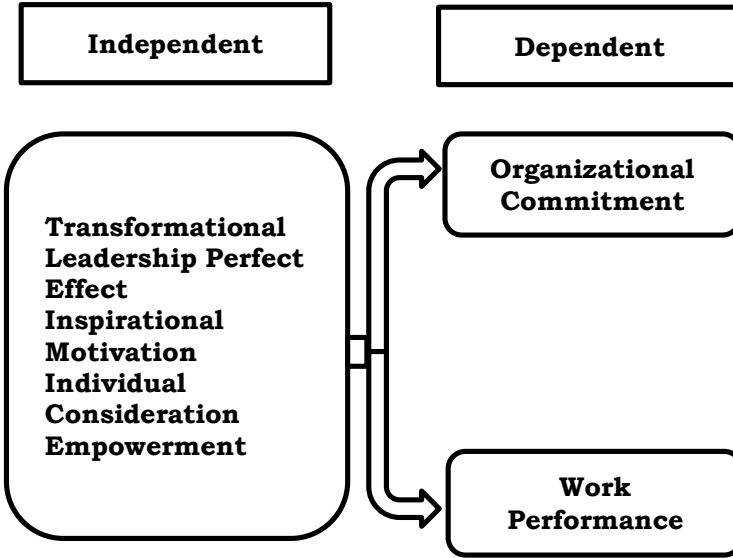 Independent
Dependent
Transformational
Leadership Perfect
Effect
Inspirational
Motivation
Individual
Consideration
Empowerment
Organizational
Commitment
Work
Performance